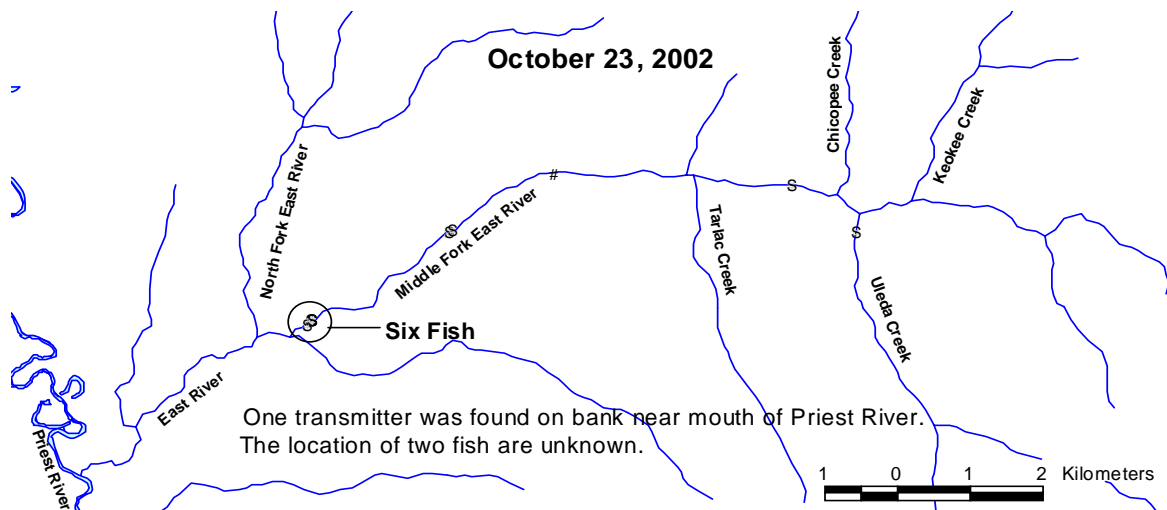 October 23, 2002
Chicopee Creek
Keokee Creek
North Fork East River
#
S
Middle Fork East River
Tarlac Creek
S
Uleda Creek
Six Fish
East River
One transmitter was found on bank near mouth of Priest River.
The location of two fish are unknown.
Priest River
1 0 1 2 Kilometers